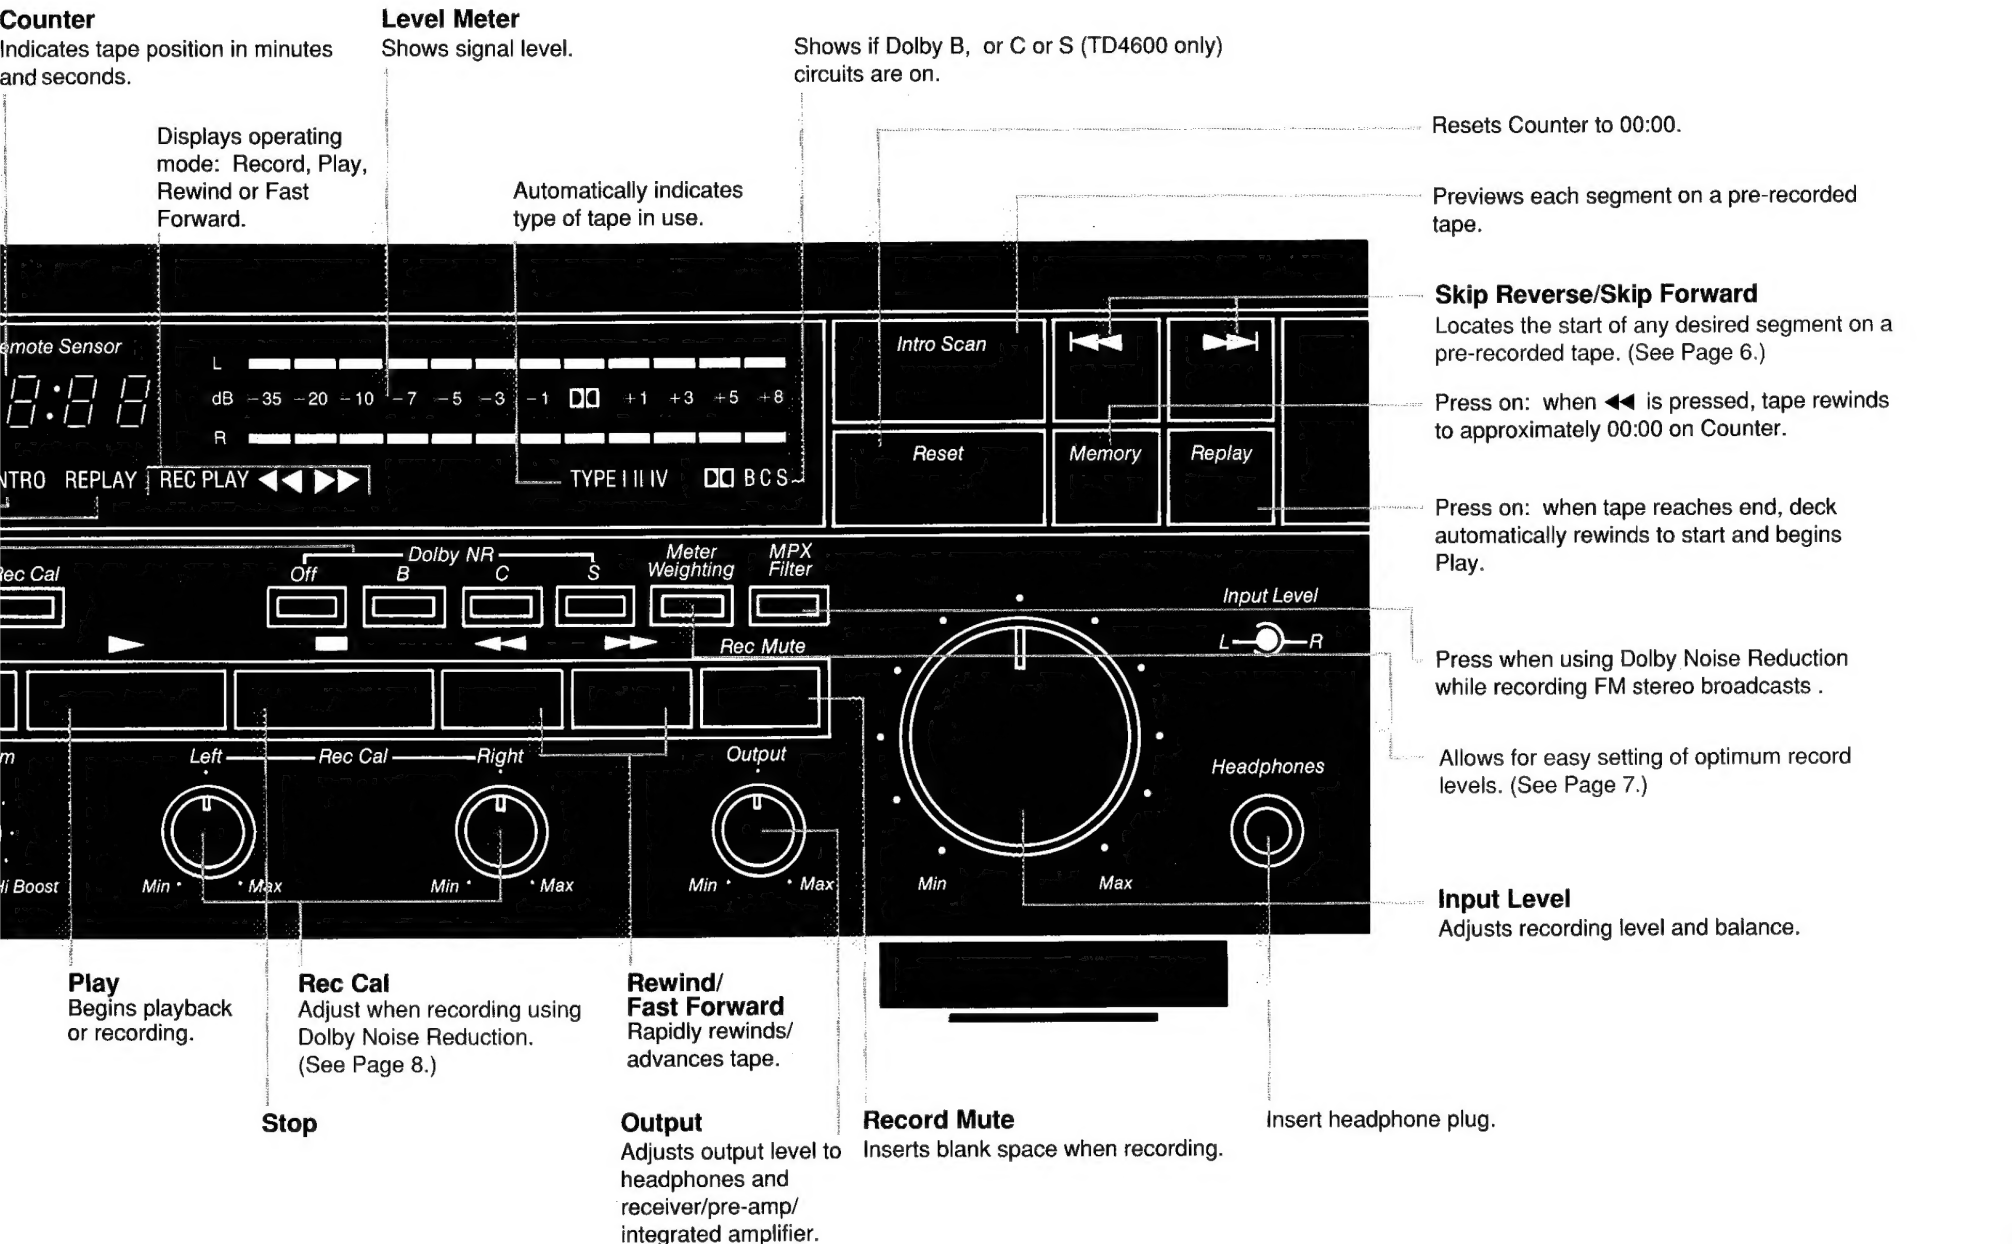 Counter
Indicates tape position in minutes
and seconds.
Level Meter
Shows signal level.
Shows if Dolby B, or C or S (TD4600 only)
circuits are on.
Displays operating
mode: Record, Play,
Rewind or Fast
Forward.
Automatically indicates
type of tape in use.
Resets Counter to 00:00.
Previews each segment on a pre-recorded
tape.
Skip Reverse/Skip Forward
Locates the start of any desired segment on a
pre-recorded tape. (See Page 6.)
Press on: when ◀◀ is pressed, tape rewinds
to approximately 00:00 on Counter.
Press on: when tape reaches end, deck
automatically rewinds to start and begins
Play.
Press when using Dolby Noise Reduction
while recording FM stereo broadcasts .
Allows for easy setting of optimum record
levels. (See Page 7.)
Input Level
Adjusts recording level and balance.
emote Sensor
8:88
L
dB -35 -20 -10 -7 -5 -3 -1 +1 +3 +5 +8
R
NTRO REPLAY REC PLAY ◀◀ ▶▶ TYPE I II IV B C S
Intro Scan
Reset
Memory
Replay
Rec Cal
Dolby NR
Off B C S
Meter
Weighting
MPX
Filter
Rec Mute
Input Level
L R
m
Left Rec Cal Right
Output
Headphones
Hi Boost
Min Max
Min Max
Min Max
Min Max
Play
Begins playback
or recording.
Rec Cal
Adjust when recording using
Dolby Noise Reduction.
(See Page 8.)
Rewind/
Fast Forward
Rapidly rewinds/
advances tape.
Stop
Output
Adjusts output level to
headphones and
receiver/pre-amp/
integrated amplifier.
Record Mute
Inserts blank space when recording.
Insert headphone plug.